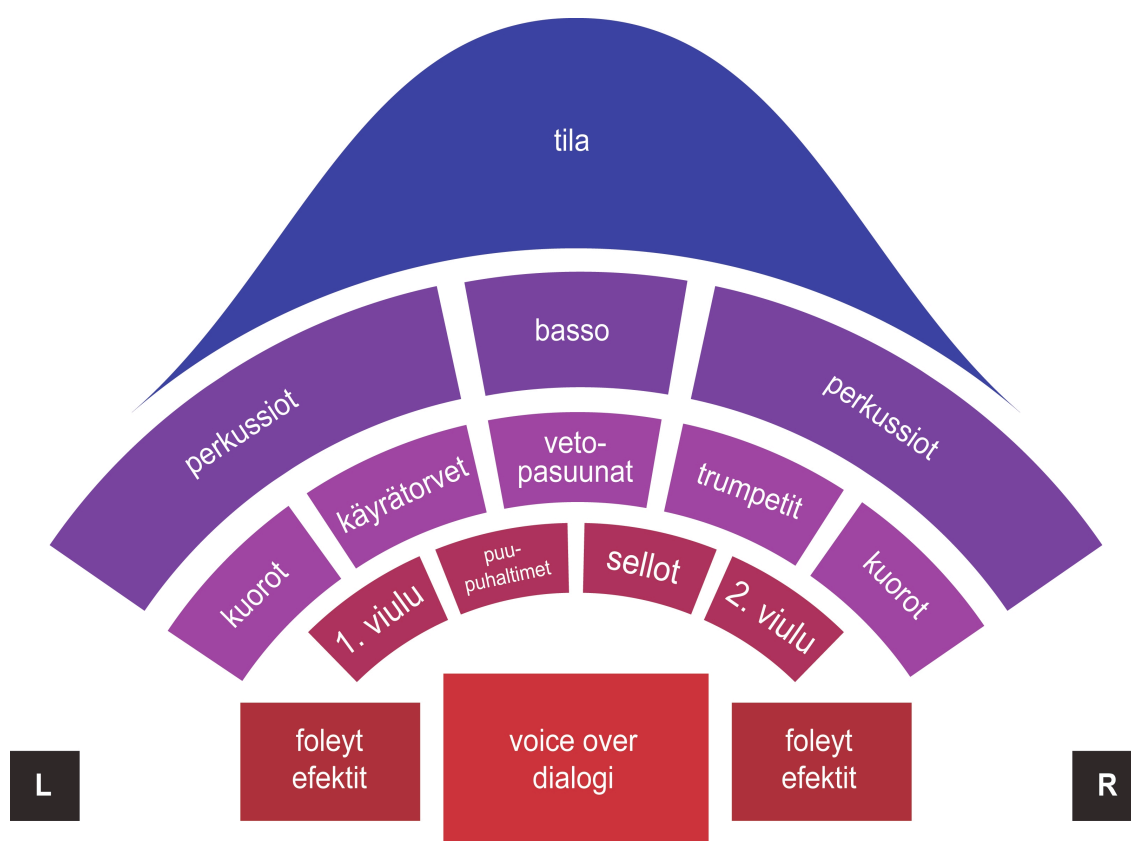 tila
basso
perkussiot
perkussiot
veto-
pasuunat
käyrätorvet
trumpetit
kuorot
kuorot
puu-
puhaltimet
sellot
1. viulu
2. viulu
foleyt
efektit
voice over
dialogi
foleyt
efektit
L
R